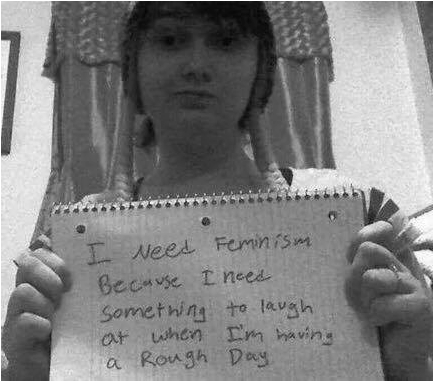 I Need Feminism
Because I need
something to laugh
at when I'm having
a Rough Day